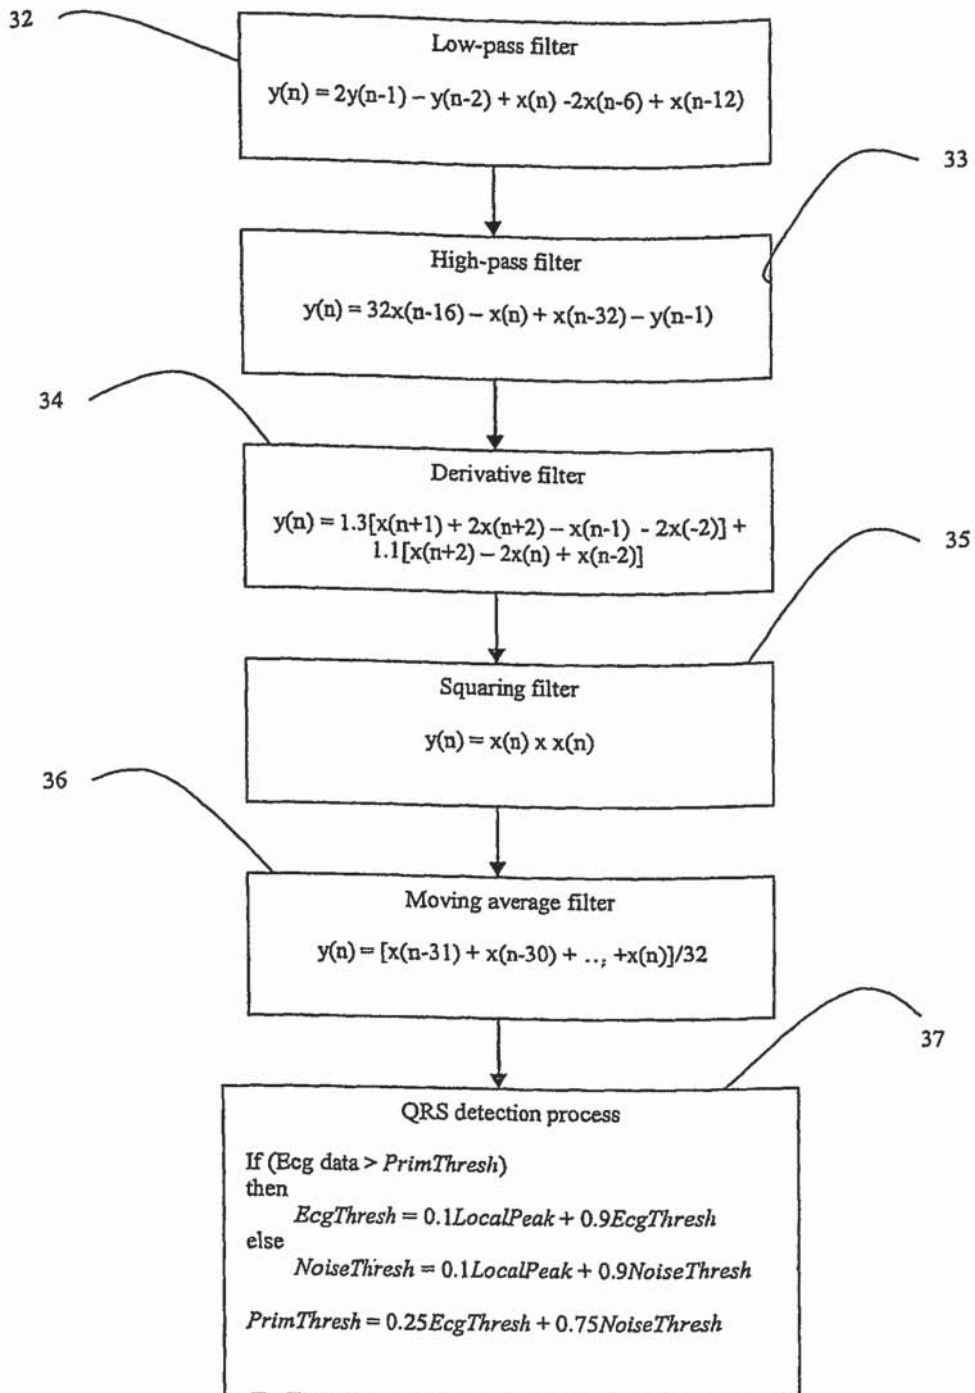 32
Low-pass filter
y(n) = 2y(n-1) – y(n-2) + x(n) -2x(n-6) + x(n-12)
33
High-pass filter
y(n) = 32x(n-16) – x(n) + x(n-32) – y(n-1)
34
Derivative filter
y(n) = 1.3[x(n+1) + 2x(n+2) – x(n-1) - 2x(-2)] +
1.1[x(n+2) – 2x(n) + x(n-2)]
35
Squaring filter
y(n) = x(n) x x(n)
36
Moving average filter
y(n) = [x(n-31) + x(n-30) + ..; +x(n)]/32
37
QRS detection process
If (Ecg data > PrimThresh)
then
EcgThresh = 0.1LocalPeak + 0.9EcgThresh
else
NoiseThresh = 0.1LocalPeak + 0.9NoiseThresh
PrimThresh = 0.25EcgThresh + 0.75NoiseThresh